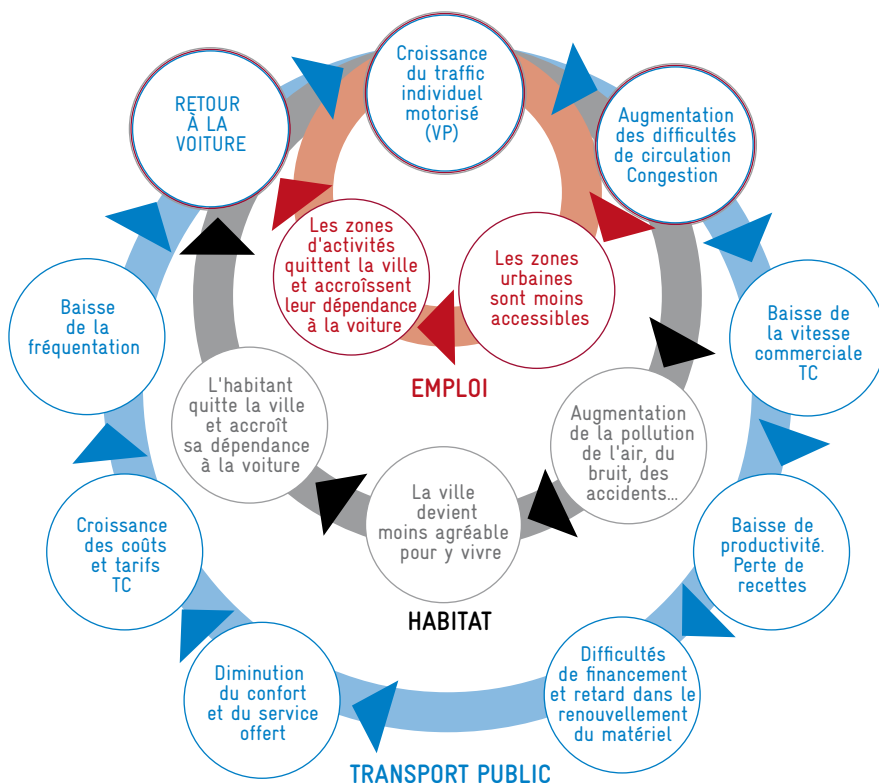 Croissance
du traffic
individuel
motorisé
(VP)
RETOUR
À LA
VOITURE
Augmentation
des difficultés
de circulation
Congestion
Les zones
d'activités
quittent la ville
et accroîssent
leur dépendance
à la voiture
Les zones
urbaines
sont moins
accessibles
EMPLOI
Baisse
de la
fréquentation
Baisse de
la vitesse
commerciale
TC
L'habitant
quitte la ville
et accroît
sa dépendance
à la voiture
Augmentation
de la pollution
de l'air, du
bruit, des
accidents...
La ville
devient
moins agréable
pour y vivre
HABITAT
Croissance
des coûts
et tarifs
TC
Baisse de
productivité.
Perte de
recettes
Diminution
du confort
et du service
offert
Difficultés
de financement
et retard dans le
renouvellement
du matériel
TRANSPORT PUBLIC